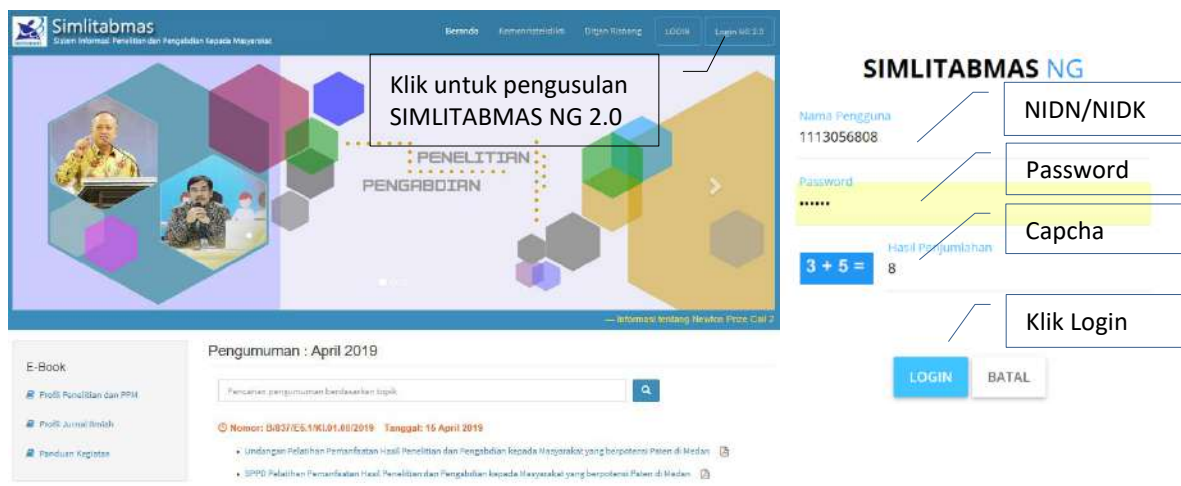 Simlitabmas
Sistem Informasi Penelitian dan Pengabdian Kepada Masyarakat
Beranda
Kemenristekdikti
Ditjen Risbang
LOGIN
Login NG 2.0
Klik untuk pengusulan
SIMLITABMAS NG 2.0
PENELITIAN
PENGABDIAN
— Informasi tentang Newton Prize Call 2
E-Book
Profil Penelitian dan PPM
Profil Jurnal Ilmiah
Panduan Kegiatan
Pengumuman : April 2019
Pencarian pengumuman berdasarkan topik
Nomor: B/837/E5.1/KI.01.00/2019 Tanggal: 15 April 2019
Undangan Pelatihan Pemanfaatan Hasil Penelitian dan Pengabdian kepada Masyarakat yang berpotensi Paten di Medan
SPPD Pelatihan Pemanfaatan Hasil Penelitian dan Pengabdian kepada Masyarakat yang berpotensi Paten di Medan
SIMLITABMAS NG
Nama Pengguna
1113056808
NIDN/NIDK
Password
••••••
Password
Hasil Penjumlahan
3 + 5 =
8
Capcha
Klik Login
LOGIN
BATAL